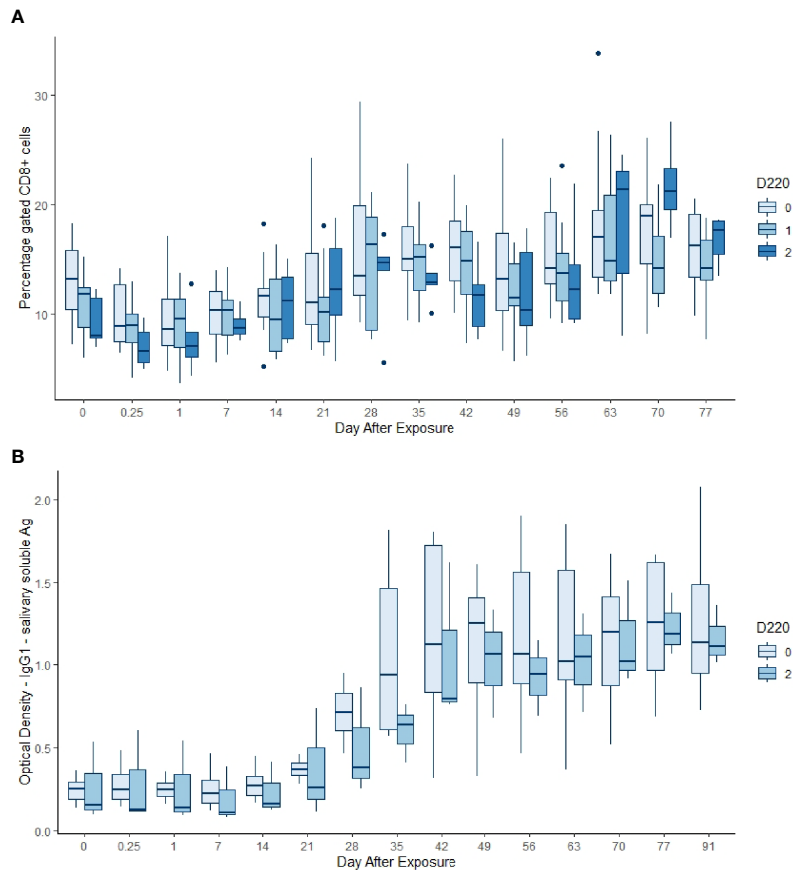 A
Percentage gated CD8+ cells
30
20
10
0 0.25 1 7 14 21 28 35 42 49 56 63 70 77
Day After Exposure
D220
0
1
2
B
Optical Density - IgG1 - salivary soluble Ag
2.0
1.5
1.0
0.5
0.0
0 0.25 1 7 14 21 28 35 42 49 56 63 70 77 91
Day After Exposure
D220
0
2